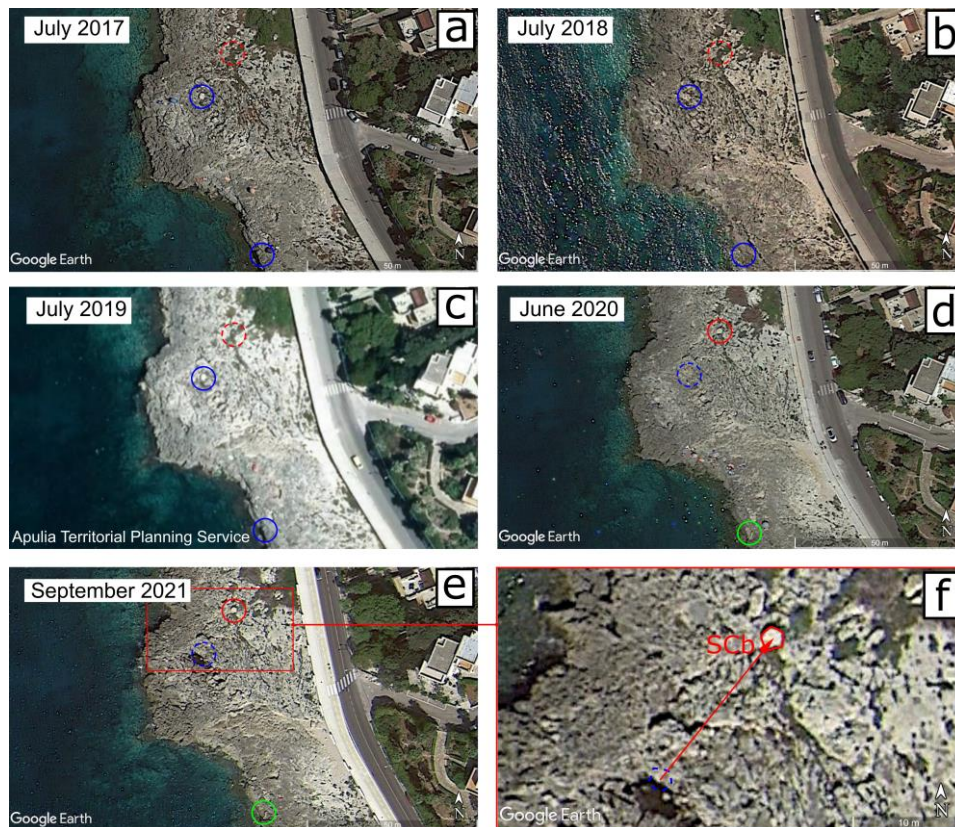 July 2017
a
Google Earth
50 m
N
July 2018
b
Google Earth
50 m
N
July 2019
c
Apulia Territorial Planning Service
June 2020
d
Google Earth
50 m
N
September 2021
e
Google Earth
50 m
N
f
SCb
Google Earth
10 m
N